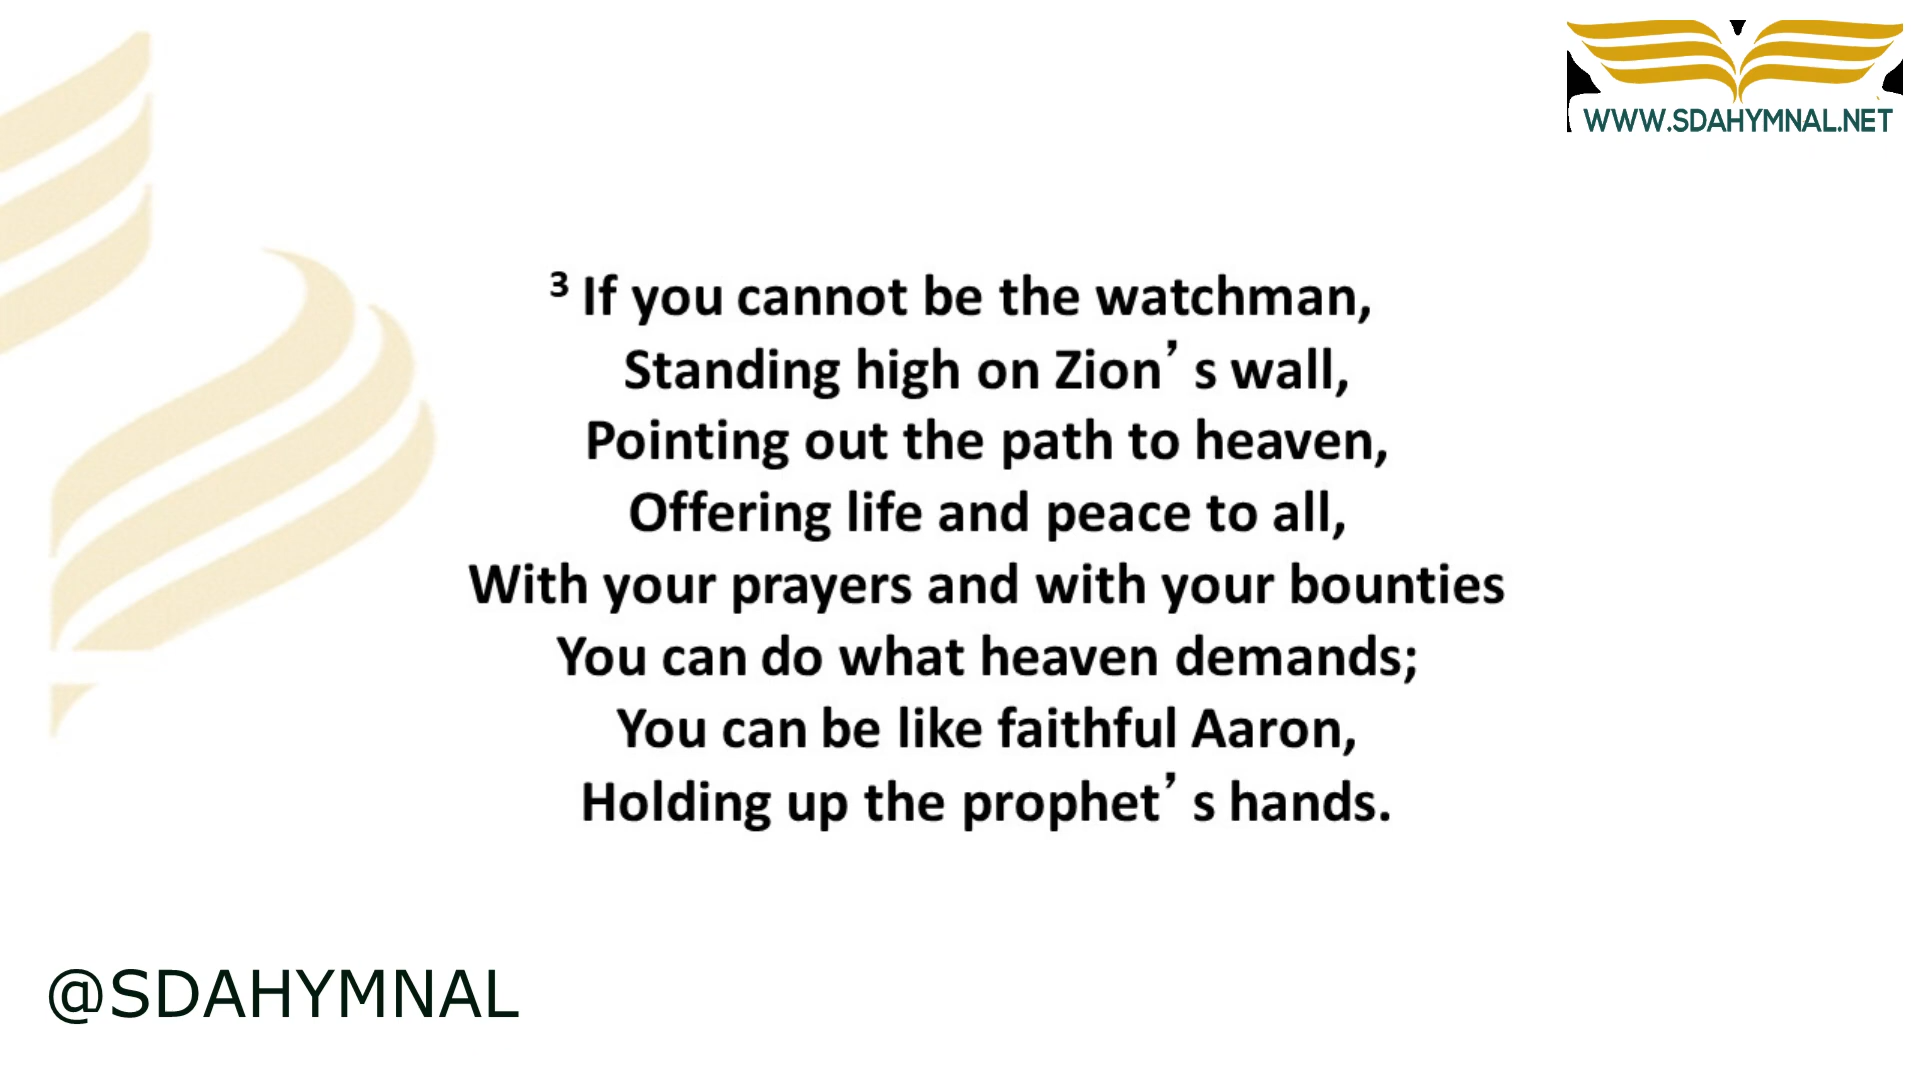 WWW.SDAHYMNAL.NET
3 If you cannot be the watchman,
Standing high on Zion’s wall,
Pointing out the path to heaven,
Offering life and peace to all,
With your prayers and with your bounties
You can do what heaven demands;
You can be like faithful Aaron,
Holding up the prophet’s hands.
@SDAHYMNAL